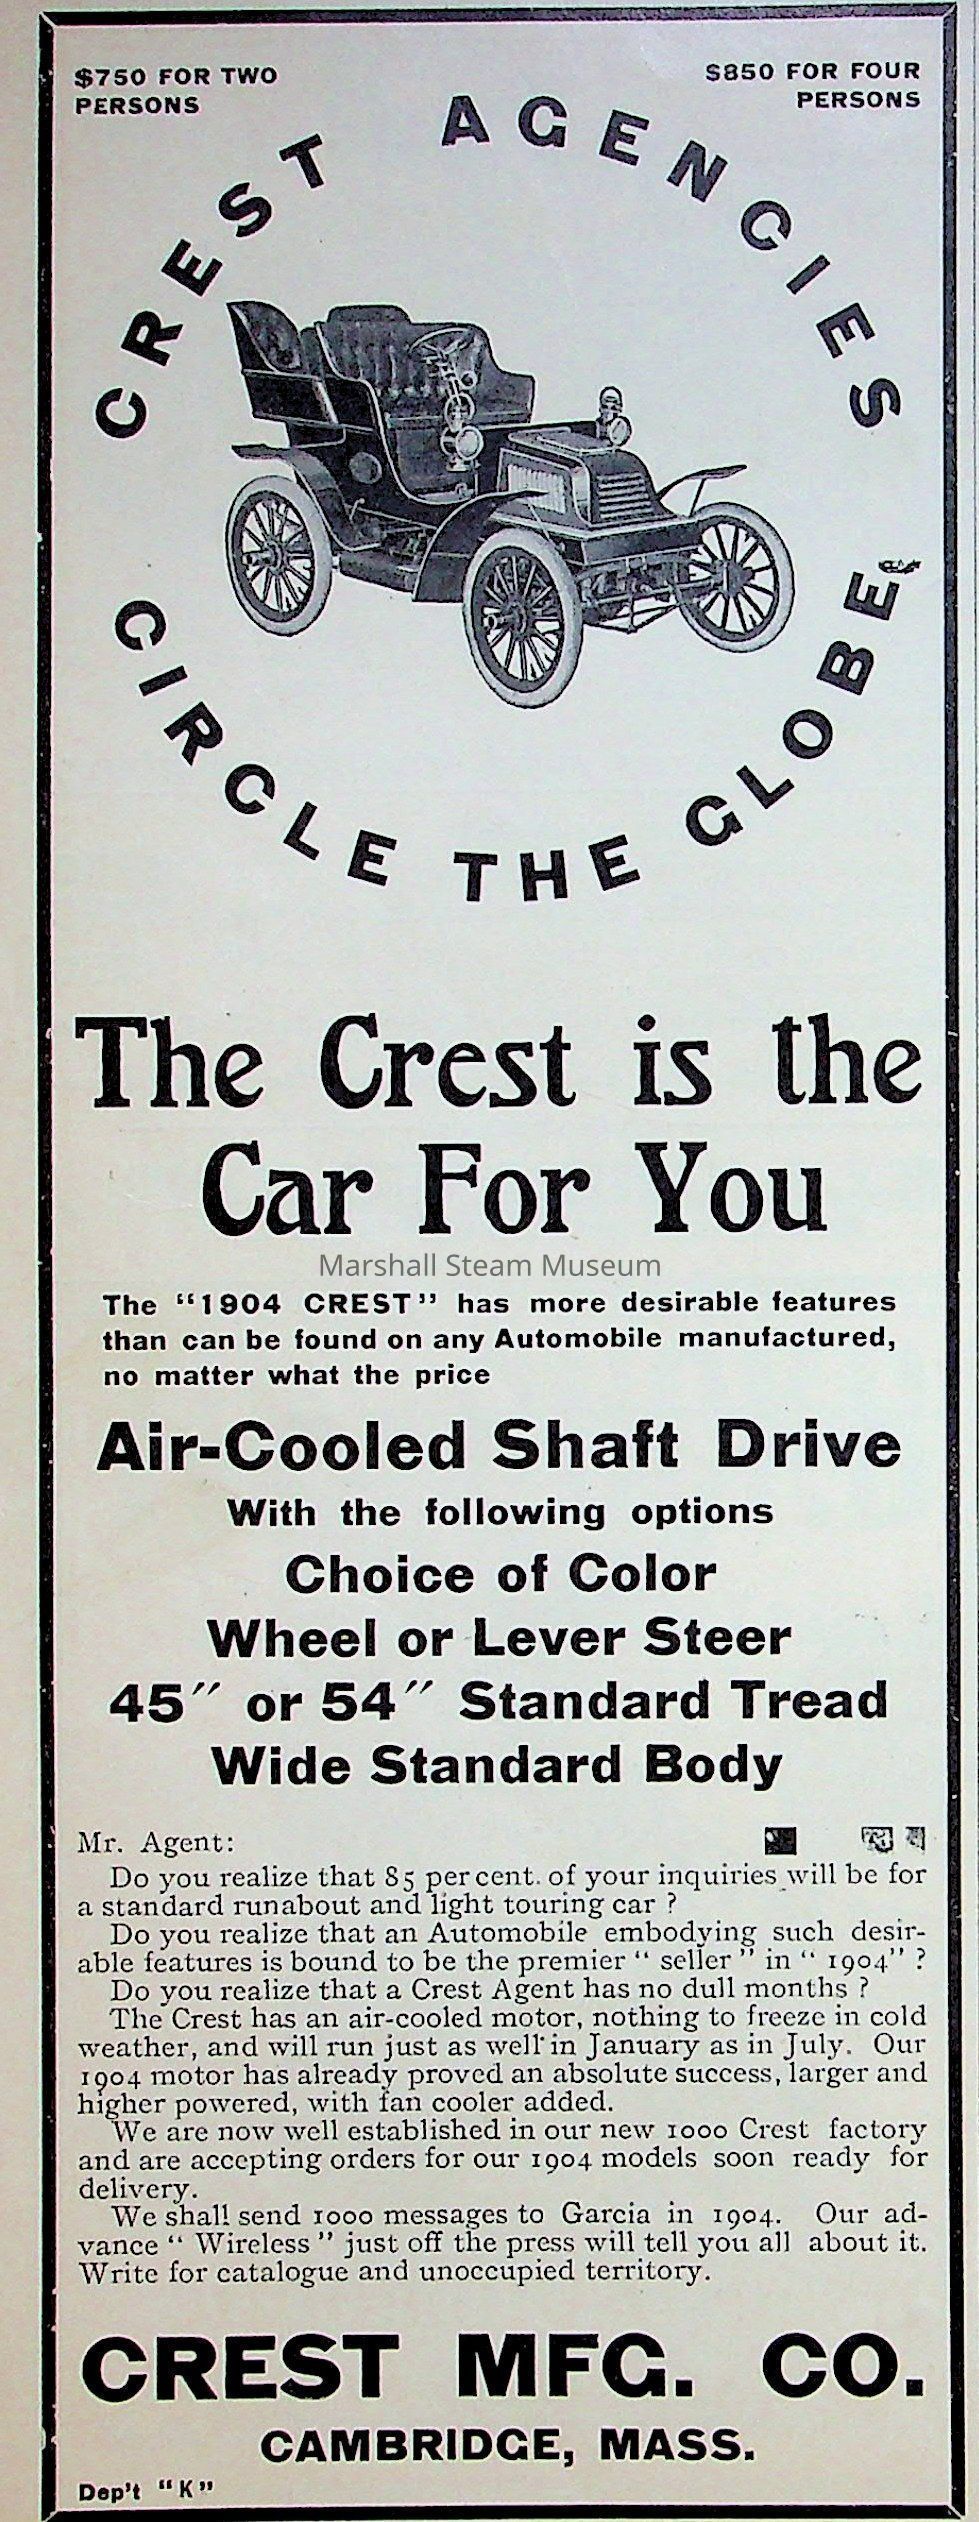 $750 FOR TWO
PERSONS
$850 FOR FOUR
PERSONS
CREST AGENCIES
CIRCLE THE GLOBE
The Crest is the
Car For You
Marshall Steam Museum
The "1904 CREST" has more desirable features
than can be found on any Automobile manufactured,
no matter what the price
Air-Cooled Shaft Drive
With the following options
Choice of Color
Wheel or Lever Steer
45″ or 54″ Standard Tread
Wide Standard Body
Mr. Agent:
Do you realize that 85 per cent. of your inquiries will be for
a standard runabout and light touring car ?
Do you realize that an Automobile embodying such desir-
able features is bound to be the premier " seller " in " 1904" ?
Do you realize that a Crest Agent has no dull months ?
The Crest has an air-cooled motor, nothing to freeze in cold
weather, and will run just as well in January as in July. Our
1904 motor has already proved an absolute success, larger and
higher powered, with fan cooler added.
We are now well established in our new 1000 Crest factory
and are accepting orders for our 1904 models soon ready for
delivery.
We shall send 1000 messages to Garcia in 1904. Our ad-
vance " Wireless " just off the press will tell you all about it.
Write for catalogue and unoccupied territory.
CREST MFG. CO.
CAMBRIDGE, MASS.
Dep't "K"